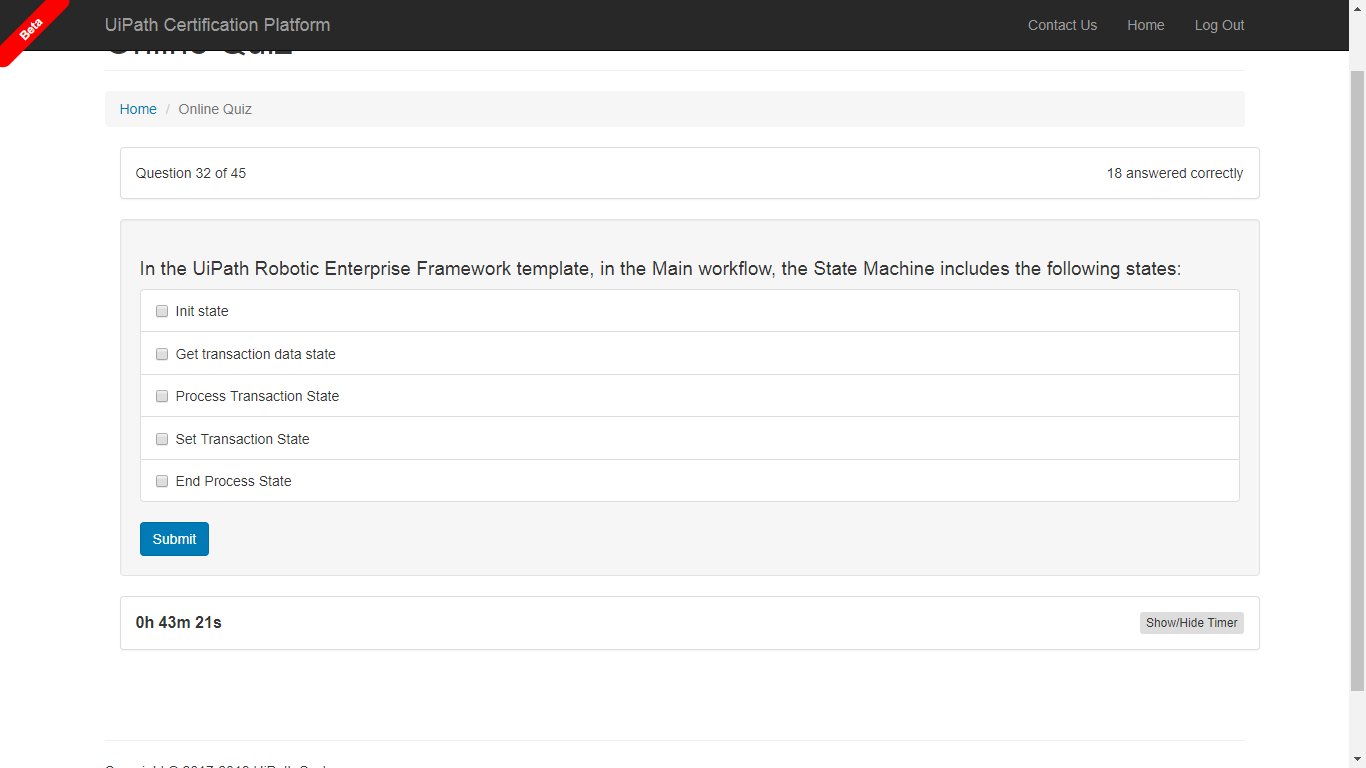 Beta
UiPath Certification Platform
Contact Us
Home
Log Out
Online Quiz
Home / Online Quiz
Question 32 of 45
18 answered correctly
In the UiPath Robotic Enterprise Framework template, in the Main workflow, the State Machine includes the following states:
Init state
Get transaction data state
Process Transaction State
Set Transaction State
End Process State
Submit
0h 43m 21s
Show/Hide Timer